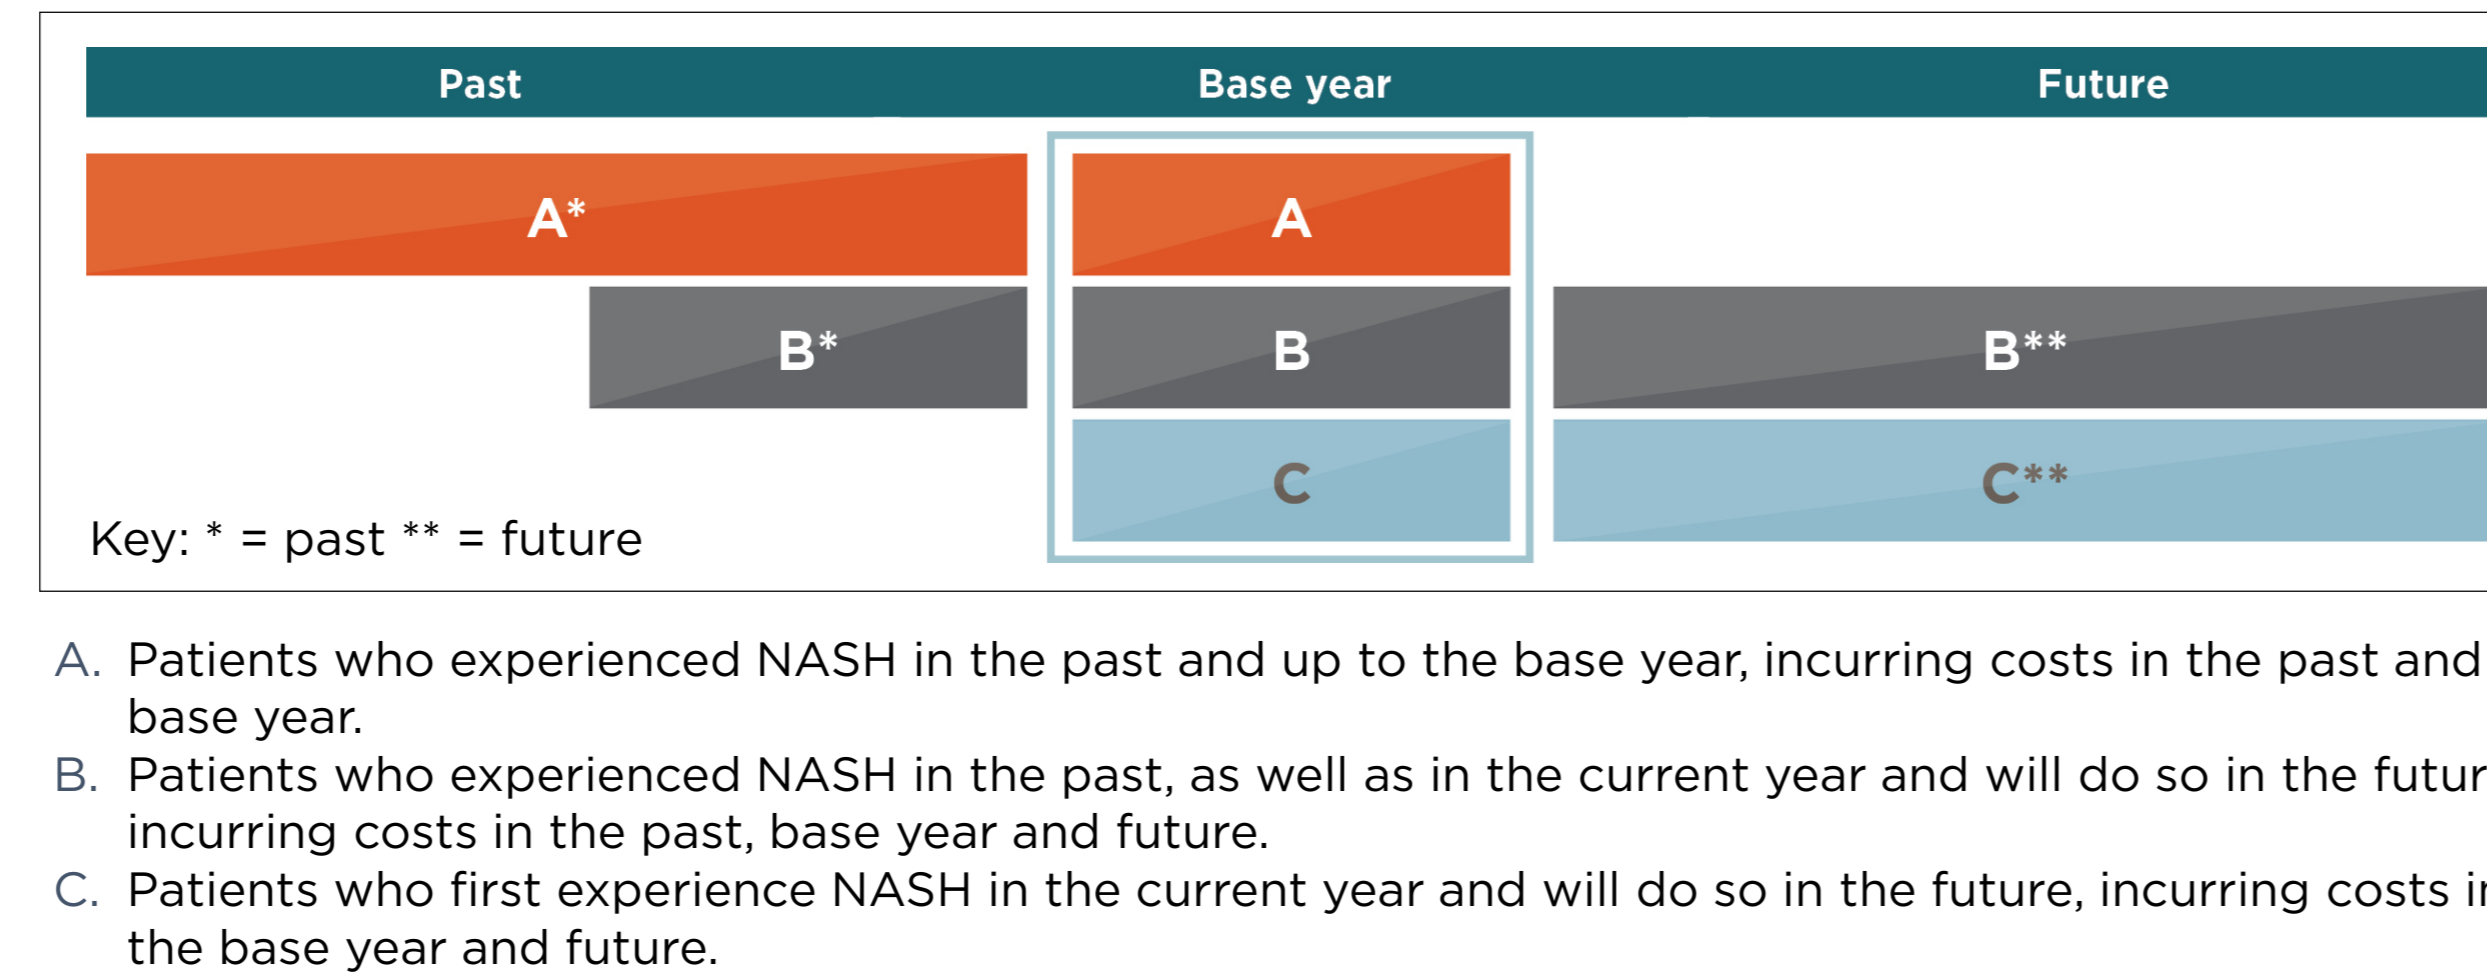 Past Base year Future
A* A
B* B B**
C C**
Key: * = past ** = future
A. Patients who experienced NASH in the past and up to the base year, incurring costs in the past and
base year.
B. Patients who experienced NASH in the past, as well as in the current year and will do so in the futur
incurring costs in the past, base year and future.
C. Patients who first experience NASH in the current year and will do so in the future, incurring costs in
the base year and future.